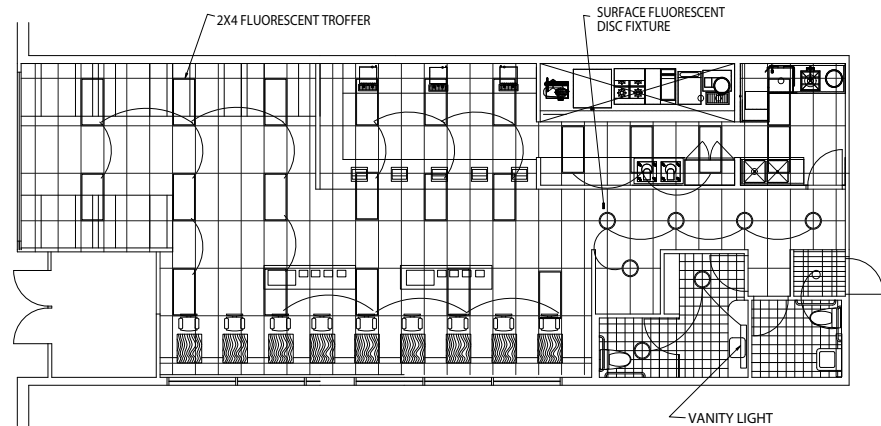 2X4 FLUORESCENT TROFFER
SURFACE FLUORESCENT
DISC FIXTURE
VANITY LIGHT